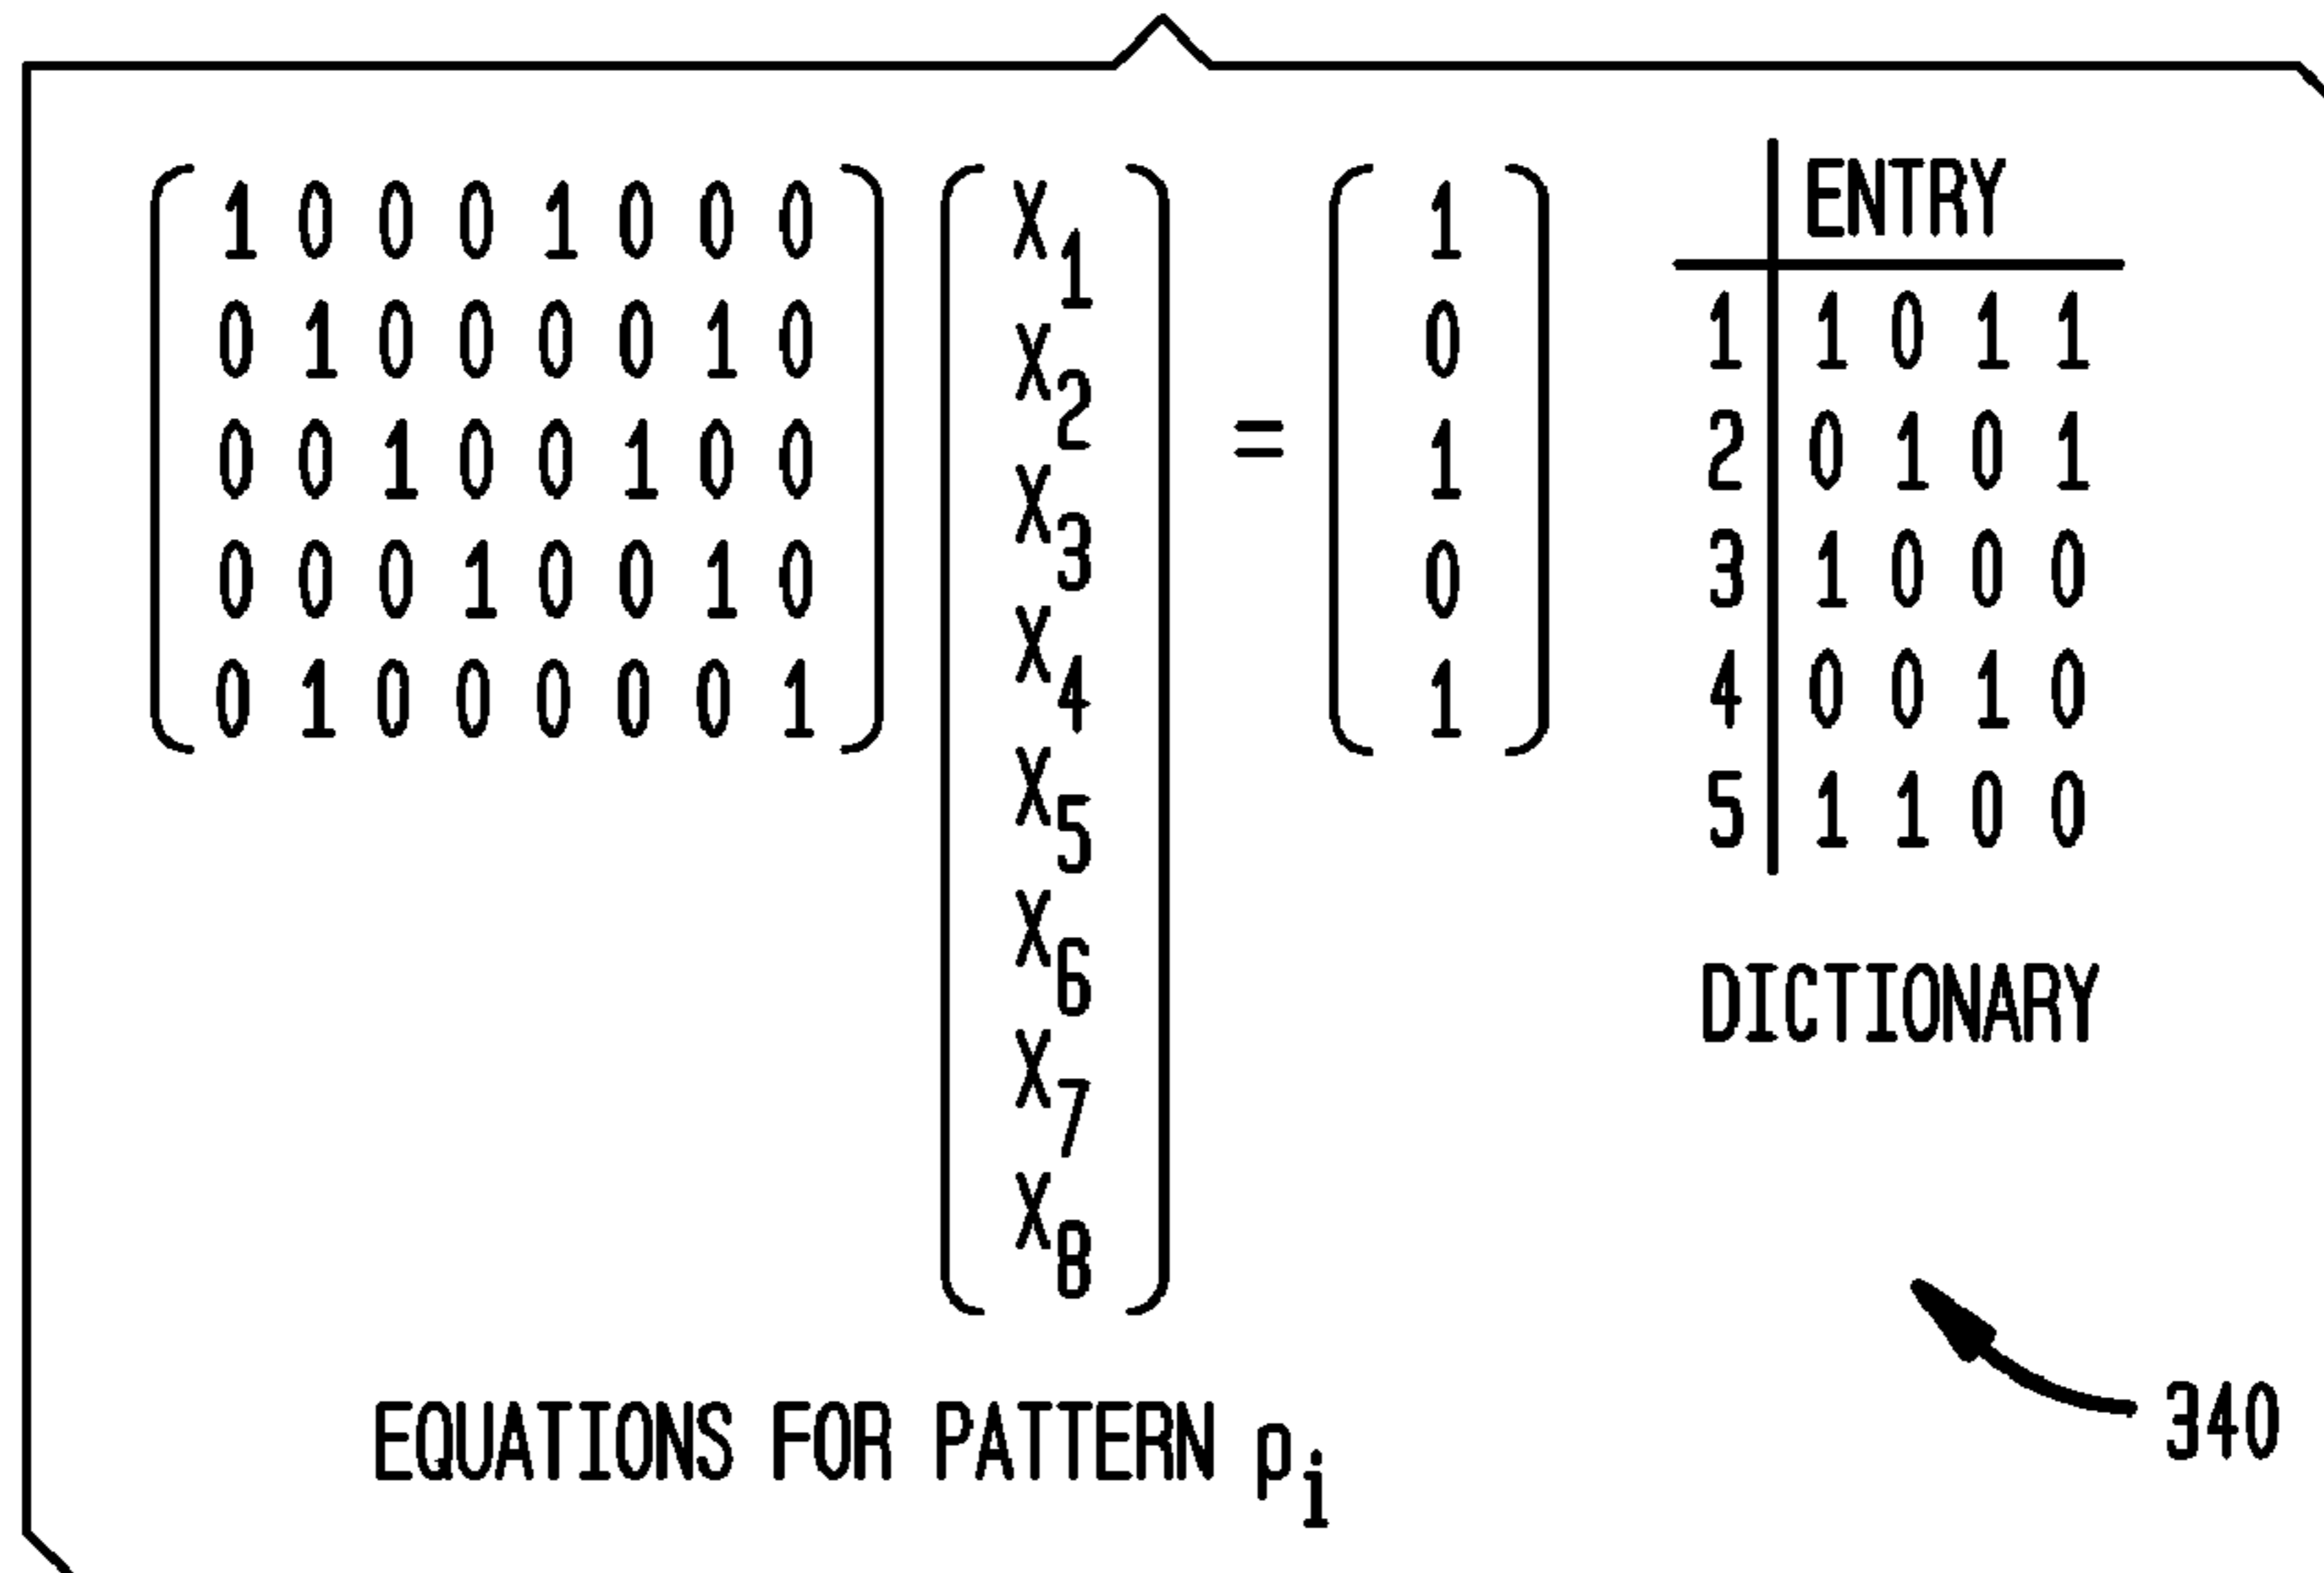 1 0 0 0 1 0 0 0
0 1 0 0 0 0 1 0
0 0 1 0 0 1 0 0
0 0 0 1 0 0 1 0
0 1 0 0 0 0 0 1
X1
X2
X3
X4
X5
X6
X7
X8
=
1
0
1
0
1
ENTRY
1 1 0 1 1
2 0 1 0 1
3 1 0 0 0
4 0 0 1 0
5 1 1 0 0
DICTIONARY
340
EQUATIONS FOR PATTERN pi